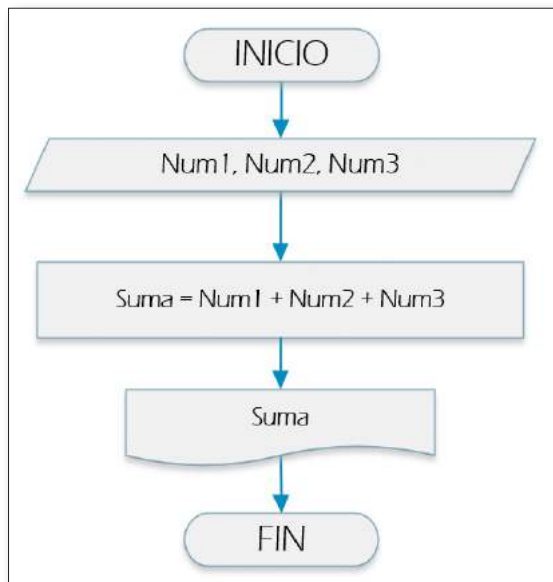 INICIO
Num1, Num2, Num3
Suma = Num1 + Num2 + Num3
Suma
FIN